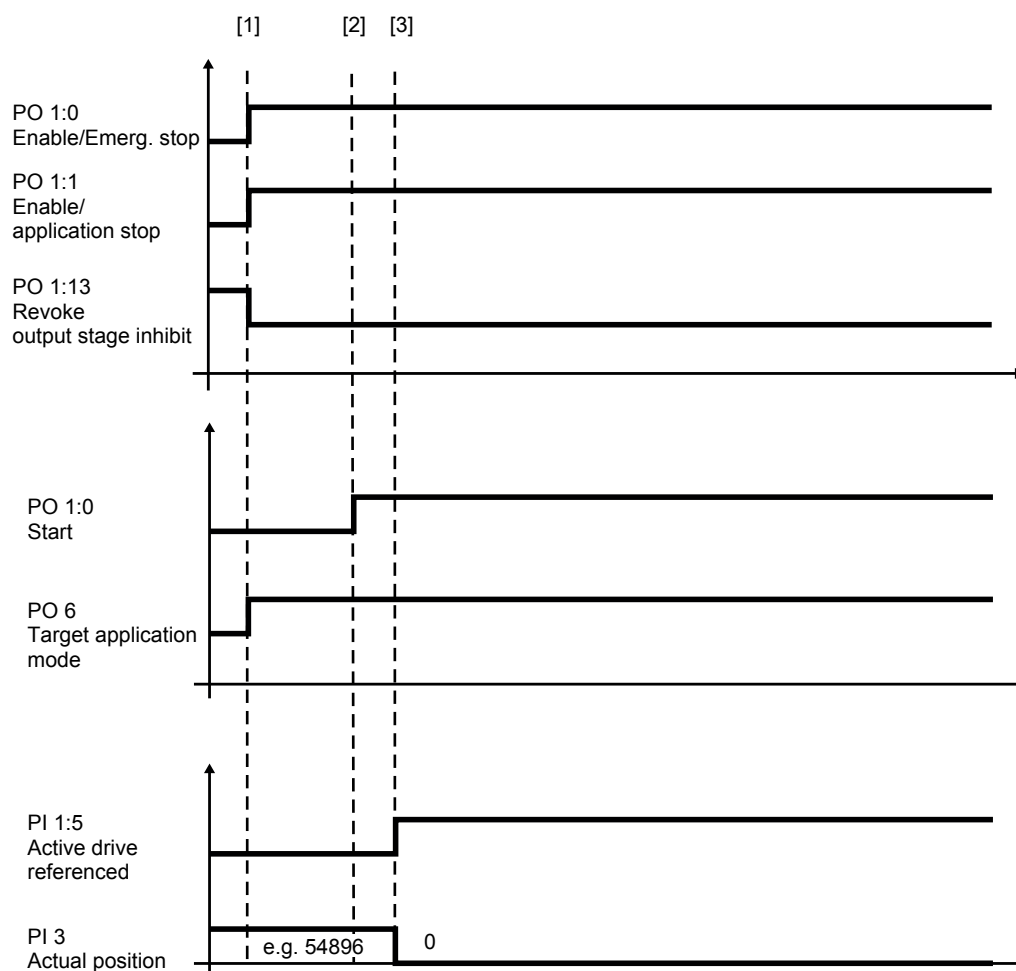 [1] [2] [3]
PO 1:0
Enable/Emerg. stop
PO 1:1
Enable/
application stop
PO 1:13
Revoke
output stage inhibit
PO 1:0
Start
PO 6
Target application
mode
PI 1:5
Active drive
referenced
PI 3
Actual position
e.g. 54896 0